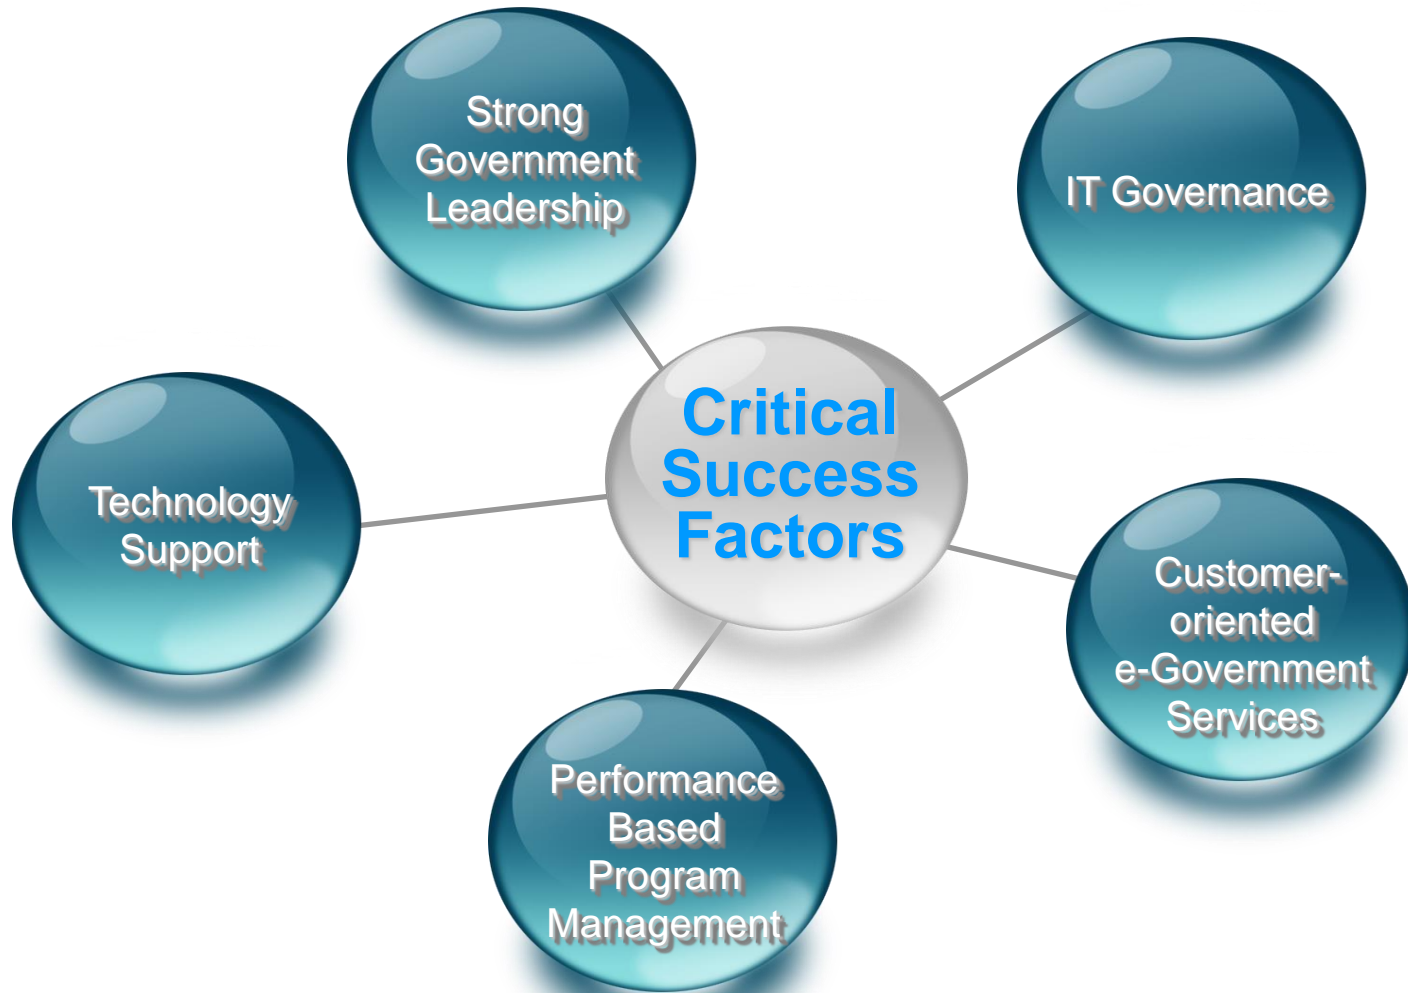 Strong
Government
Leadership
IT Governance
Critical
Success
Factors
Technology
Support
Customer-
oriented
e-Government
Services
Performance
Based
Program
Management